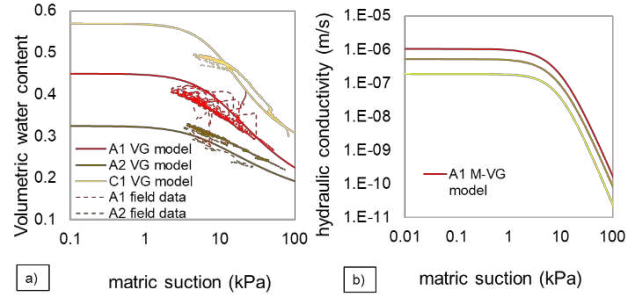 Volumetric water content
0.6
0.5
0.4
0.3
0.2
0.1
A1 VG model
A2 VG model
C1 VG model
A1 field data
A2 field data
0.1
1
10
100
matric suction (kPa)
a)
hydraulic conductivity (m/s)
1.E-05
1.E-06
1.E-07
1.E-08
1.E-09
1.E-10
1.E-11
A1 M-VG
model
0.01
0.1
1
10
100
matric suction (kPa)
b)